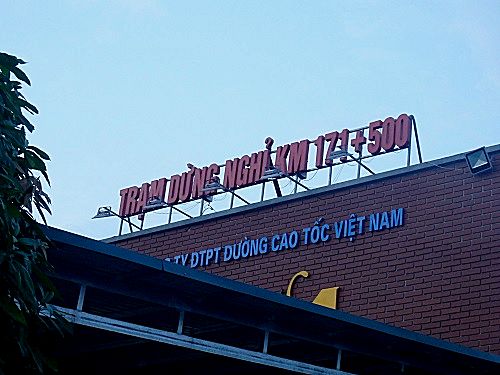 TRẠM DỪNG NGHỈ KM 171+500
TY ĐTPT ĐƯỜNG CAO TỐC VIỆT NAM